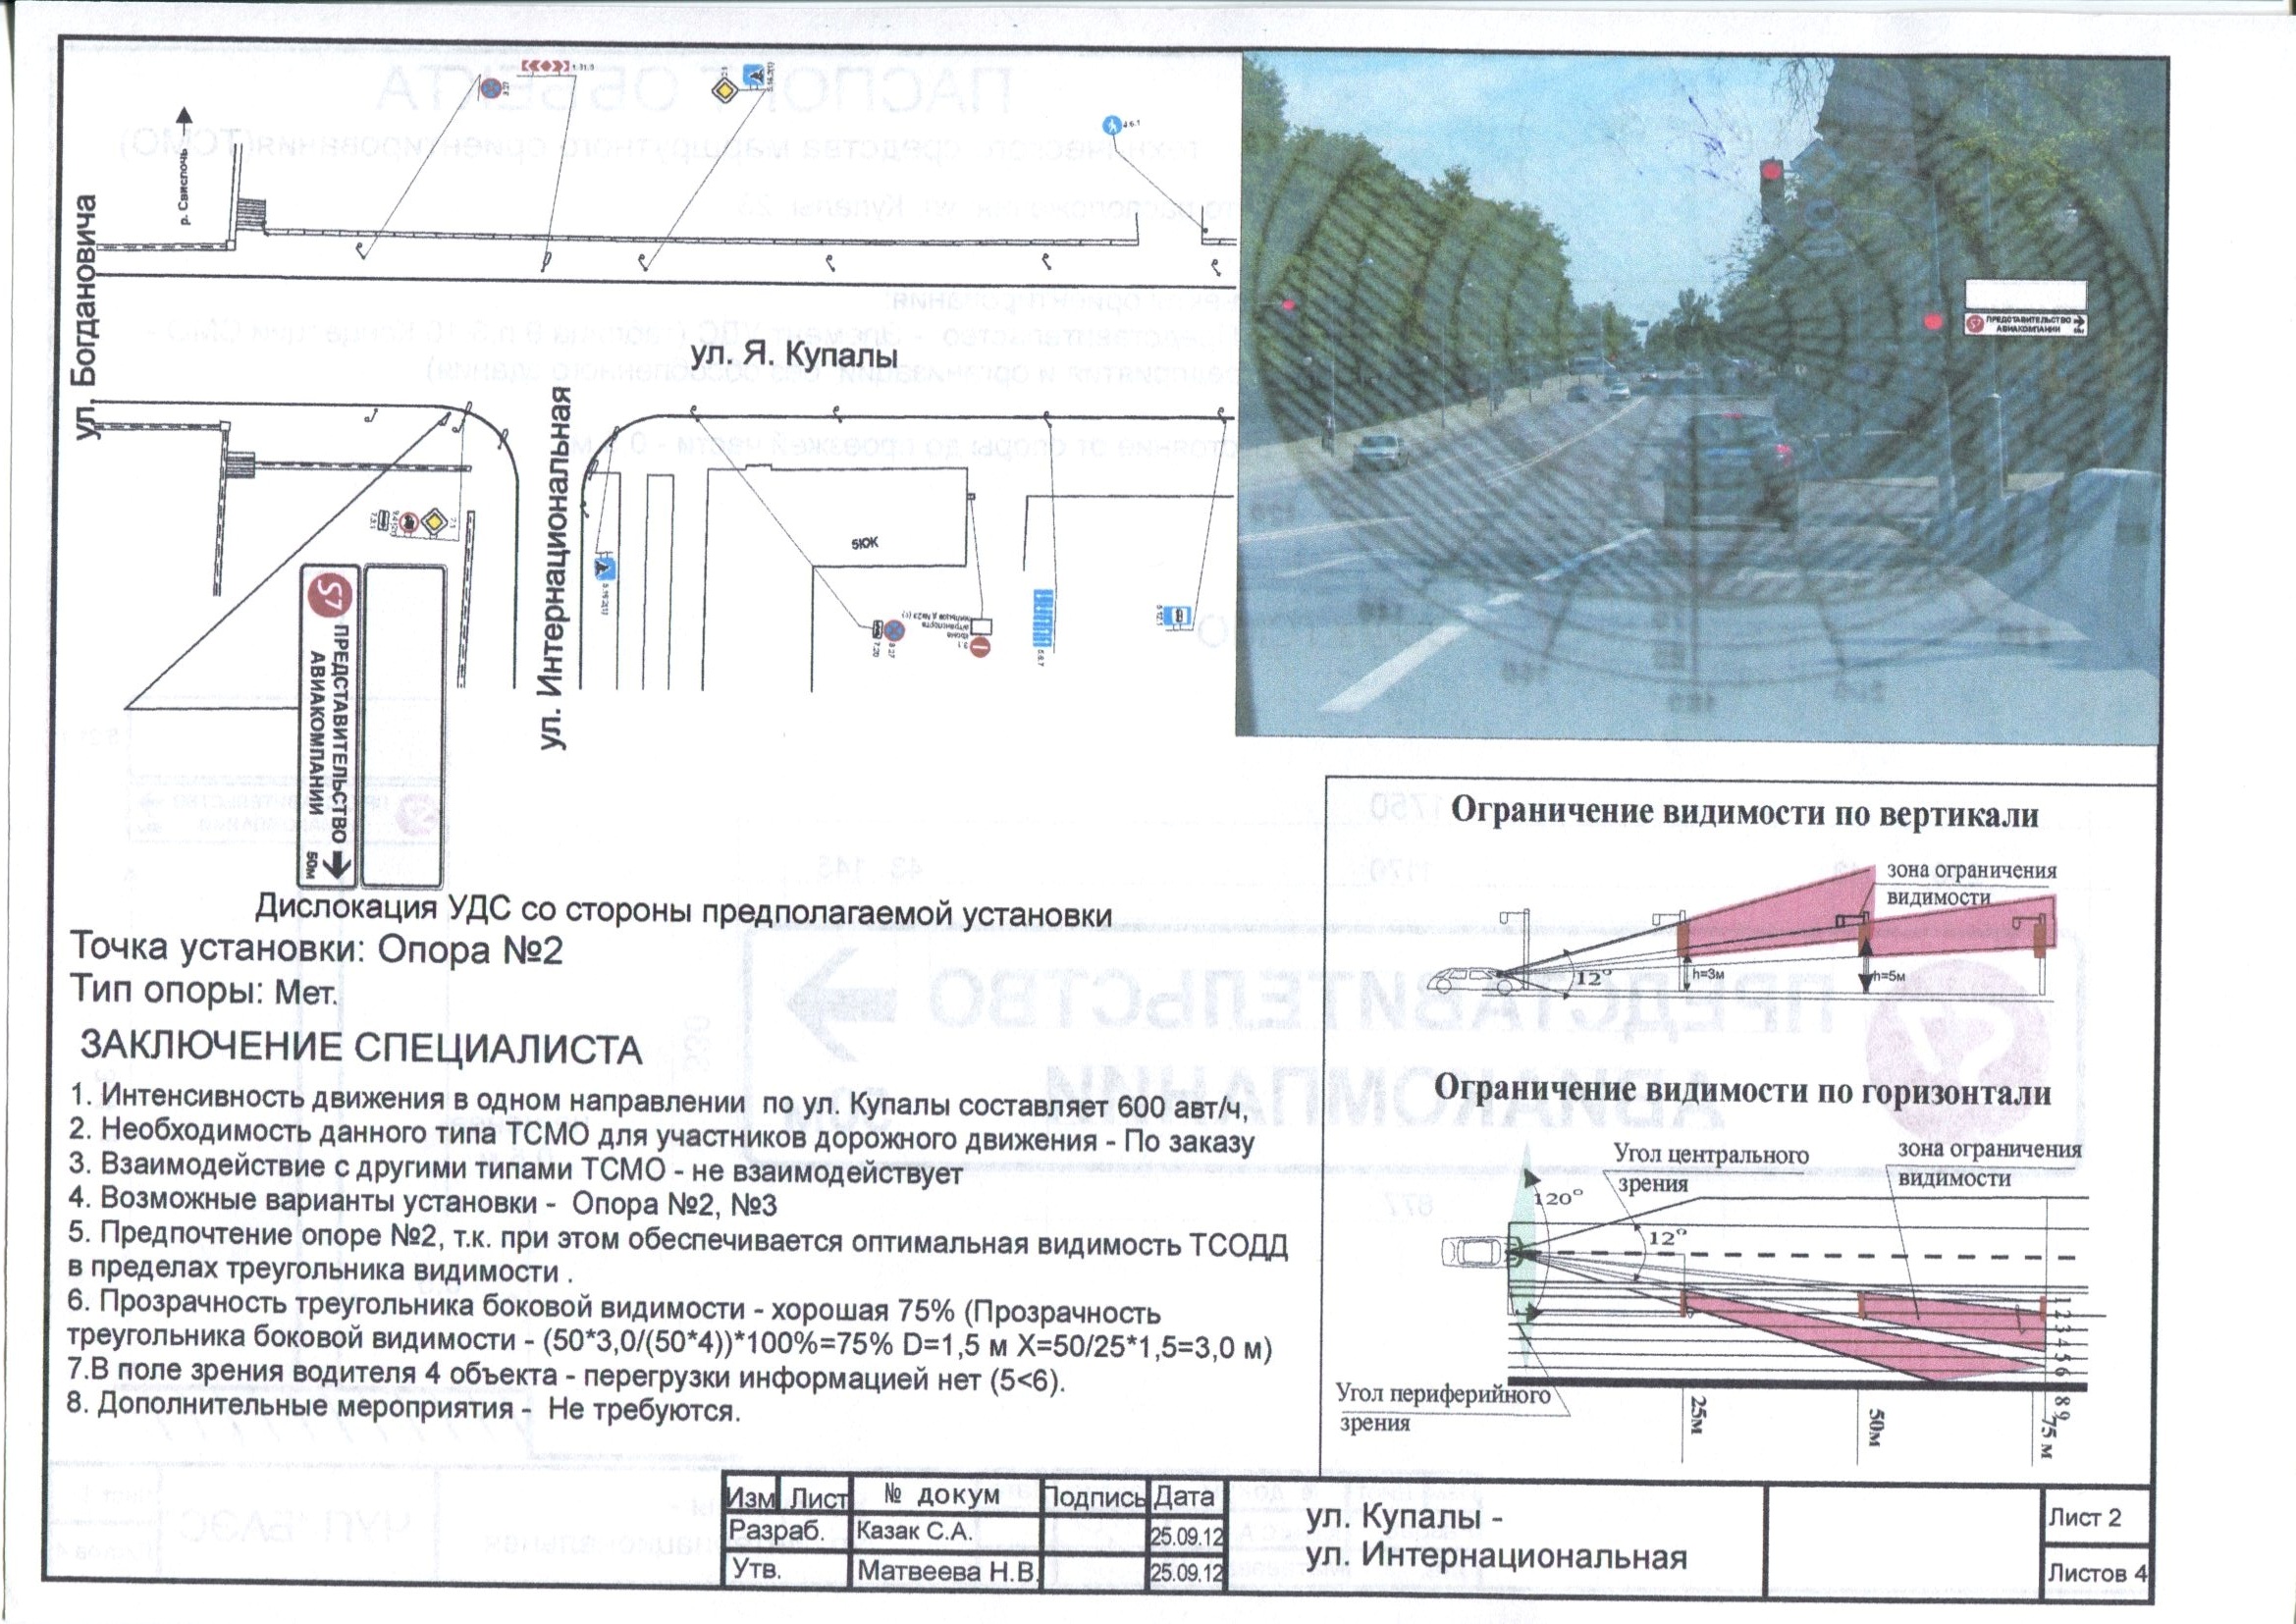 р. Свислочь
ул. Богдановича
ул. Я. Купалы
ул. Интернациональная
5ЮК
4.6.1
ПРЕДСТАВИТЕЛЬСТВО
АВИАКОМПАНИИ
50м
ПРЕДСТАВИТЕЛЬСТВО
АВИАКОМПАНИИ
Дислокация УДС со стороны предполагаемой установки
Точка установки: Опора №2
Тип опоры: Мет.
ЗАКЛЮЧЕНИЕ СПЕЦИАЛИСТА
1. Интенсивность движения в одном направлении по ул. Купалы составляет 600 авт/ч,
2. Необходимость данного типа ТСМО для участников дорожного движения - По заказу
3. Взаимодействие с другими типами ТСМО - не взаимодействует
4. Возможные варианты установки - Опора №2, №3
5. Предпочтение опоре №2, т.к. при этом обеспечивается оптимальная видимость ТСОДД
в пределах треугольника видимости .
6. Прозрачность треугольника боковой видимости - хорошая 75% (Прозрачность
треугольника боковой видимости - (50*3,0/(50*4))*100%=75% D=1,5 м X=50/25*1,5=3,0 м)
7.В поле зрения водителя 4 объекта - перегрузки информацией нет (5<6).
8. Дополнительные мероприятия - Не требуются.
Ограничение видимости по вертикали
зона ограничения
видимости
12°
h=3м
h=5м
Ограничение видимости по горизонтали
Угол центрального
зрения
зона ограничения
видимости
120°
12°
Угол периферийного
зрения
25м
50м
75 м
1 2 3 4 5 6 8 9
Изм Лист № докум Подпись Дата
Разраб. Казак С.А. 25.09.12
Утв. Матвеева Н.В. 25.09.12
ул. Купалы -
ул. Интернациональная
Лист 2
Листов 4